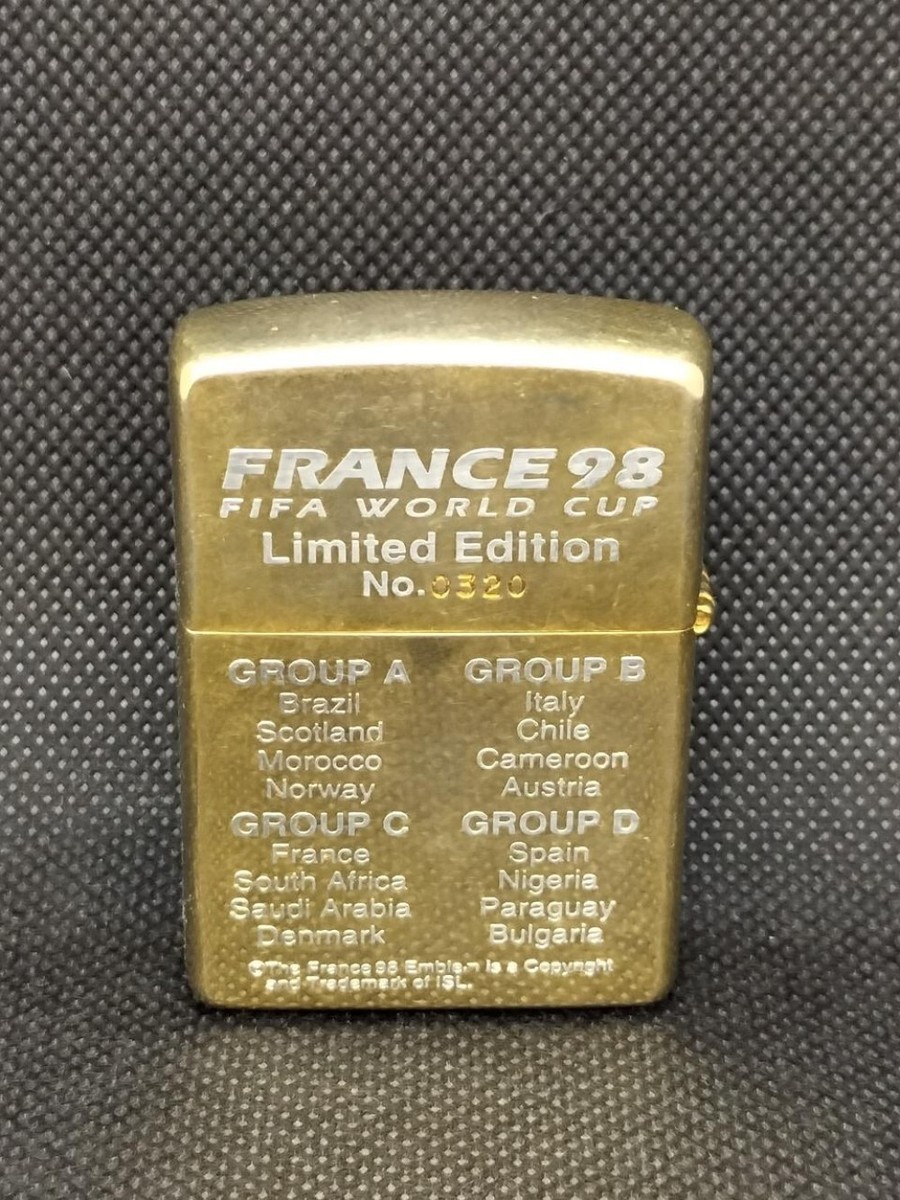 FRANCE 98
FIFA WORLD CUP
Limited Edition
No.0320
GROUP A
Brazil
Scotland
Morocco
Norway
GROUP B
Italy
Chile
Cameroon
Austria
GROUP C
France
South Africa
Saudi Arabia
Denmark
GROUP D
Spain
Nigeria
Paraguay
Bulgaria
©The France98 Emblem is a Copyright
and Trademark of ISL.